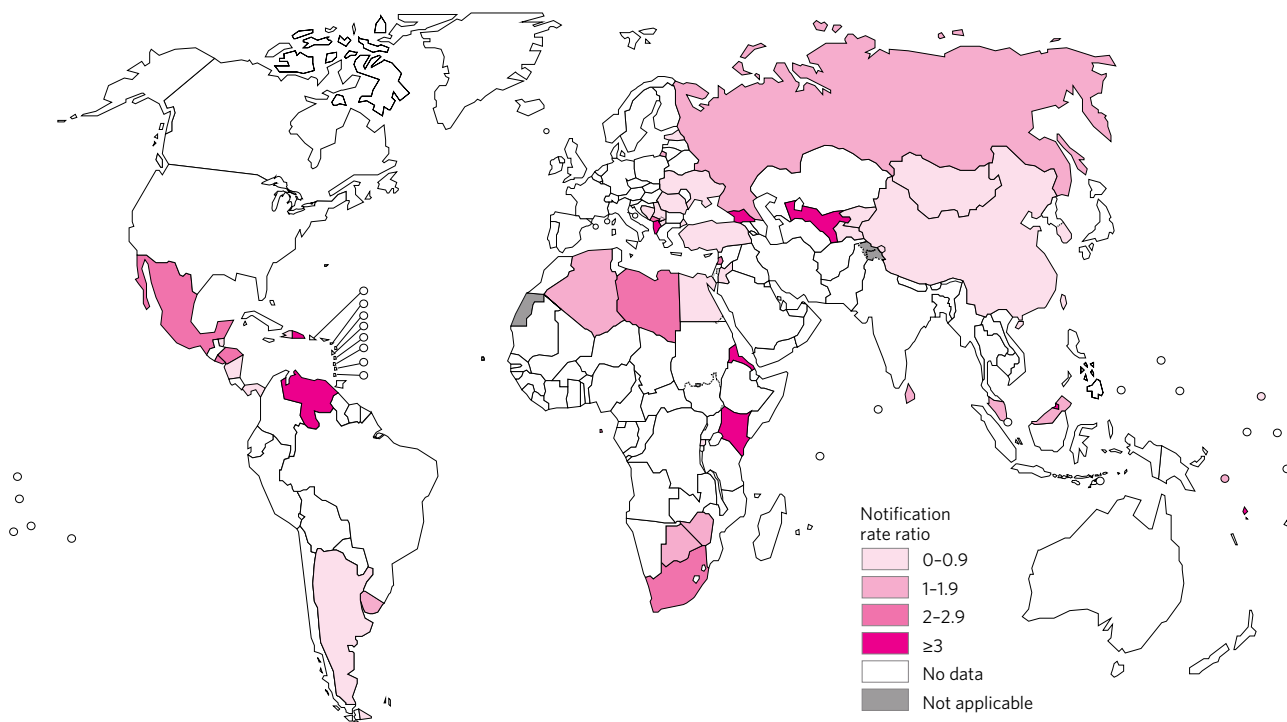 Notification
rate ratio
0–0.9
1–1.9
2–2.9
≥3
No data
Not applicable